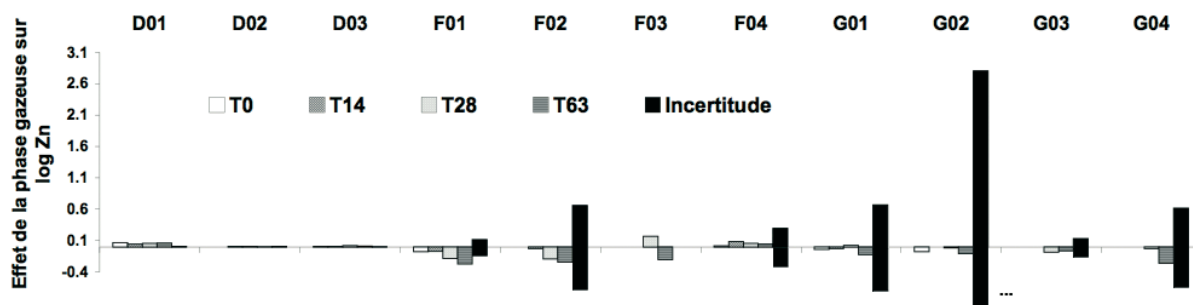 D01 D02 D03 F01 F02 F03 F04 G01 G02 G03 G04
Effet de la phase gazeuse sur
log Zn
3.1
2.6
2.1
1.6
1.1
0.6
0.1
-0.4
T0 T14 T28 T63 Incertitude
...